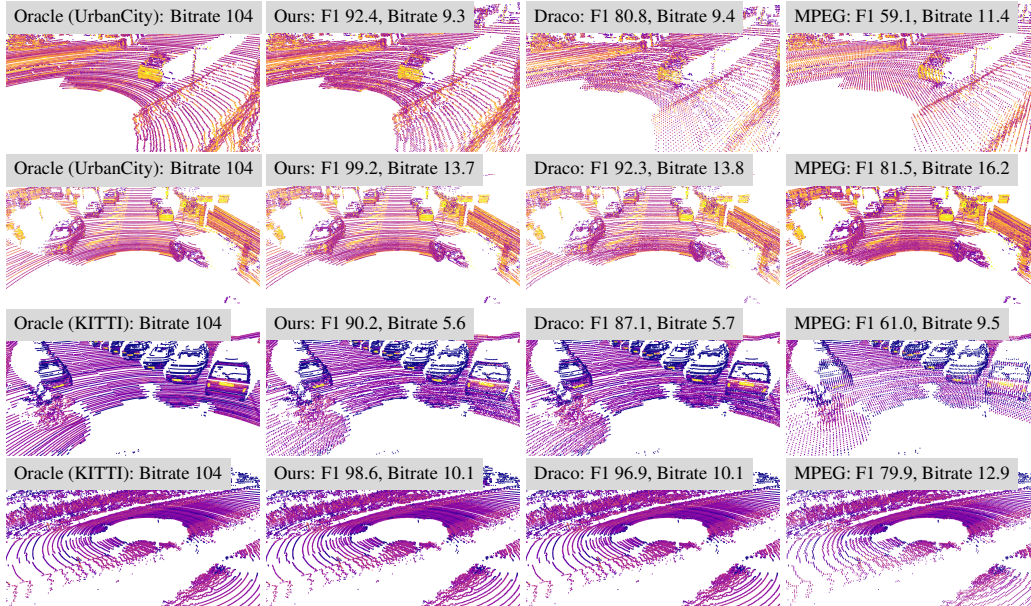 Oracle (UrbanCity): Bitrate 104
Ours: F1 92.4, Bitrate 9.3
Draco: F1 80.8, Bitrate 9.4
MPEG: F1 59.1, Bitrate 11.4
Oracle (UrbanCity): Bitrate 104
Ours: F1 99.2, Bitrate 13.7
Draco: F1 92.3, Bitrate 13.8
MPEG: F1 81.5, Bitrate 16.2
Oracle (KITTI): Bitrate 104
Ours: F1 90.2, Bitrate 5.6
Draco: F1 87.1, Bitrate 5.7
MPEG: F1 61.0, Bitrate 9.5
Oracle (KITTI): Bitrate 104
Ours: F1 98.6, Bitrate 10.1
Draco: F1 96.9, Bitrate 10.1
MPEG: F1 79.9, Bitrate 12.9